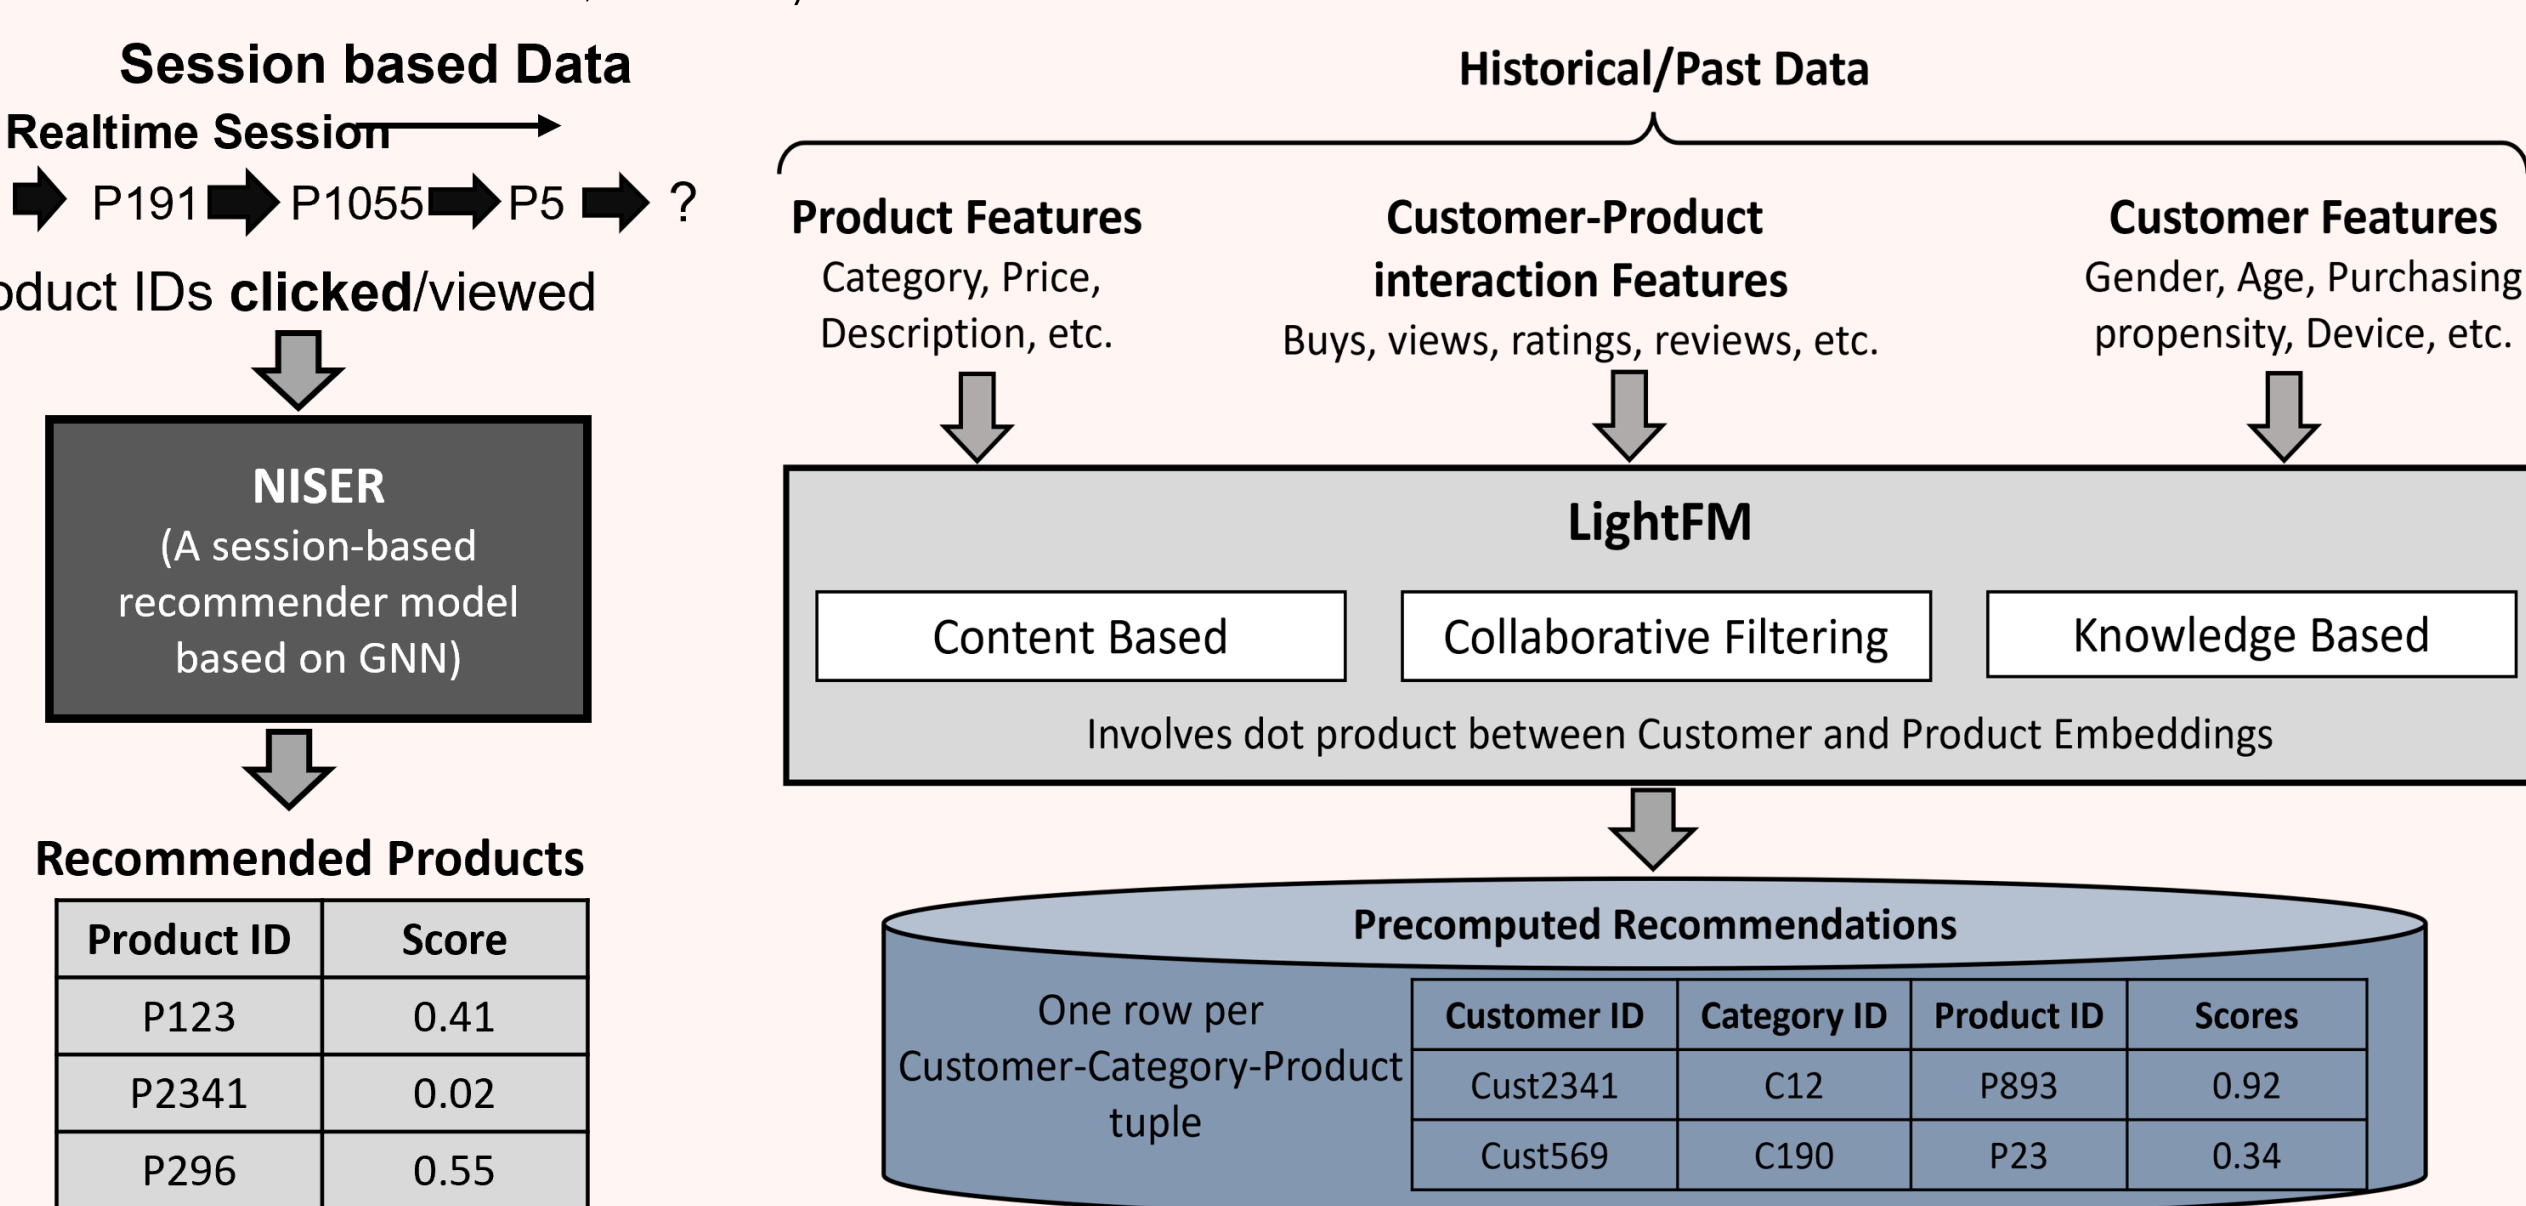 Session based Data
Realtime Session
P191 P1055 P5 ?
IDs clicked/viewed
NISER
(A session-based
recommender model
based on GNN)
Recommended Products
Product ID Score
P123 0.41
P2341 0.02
P296 0.55
Historical/Past Data
Product Features
Category, Price,
Description, etc.
Customer-Product
interaction Features
Buys, views, ratings, reviews, etc.
Customer Features
Gender, Age, Purchasing
propensity, Device, etc.
LightFM
Content Based
Collaborative Filtering
Knowledge Based
Involves dot product between Customer and Product Embeddings
Precomputed Recommendations
One row per
Customer-Category-Product
tuple
Customer ID Category ID Product ID Scores
Cust2341 C12 P893 0.92
Cust569 C190 P23 0.34